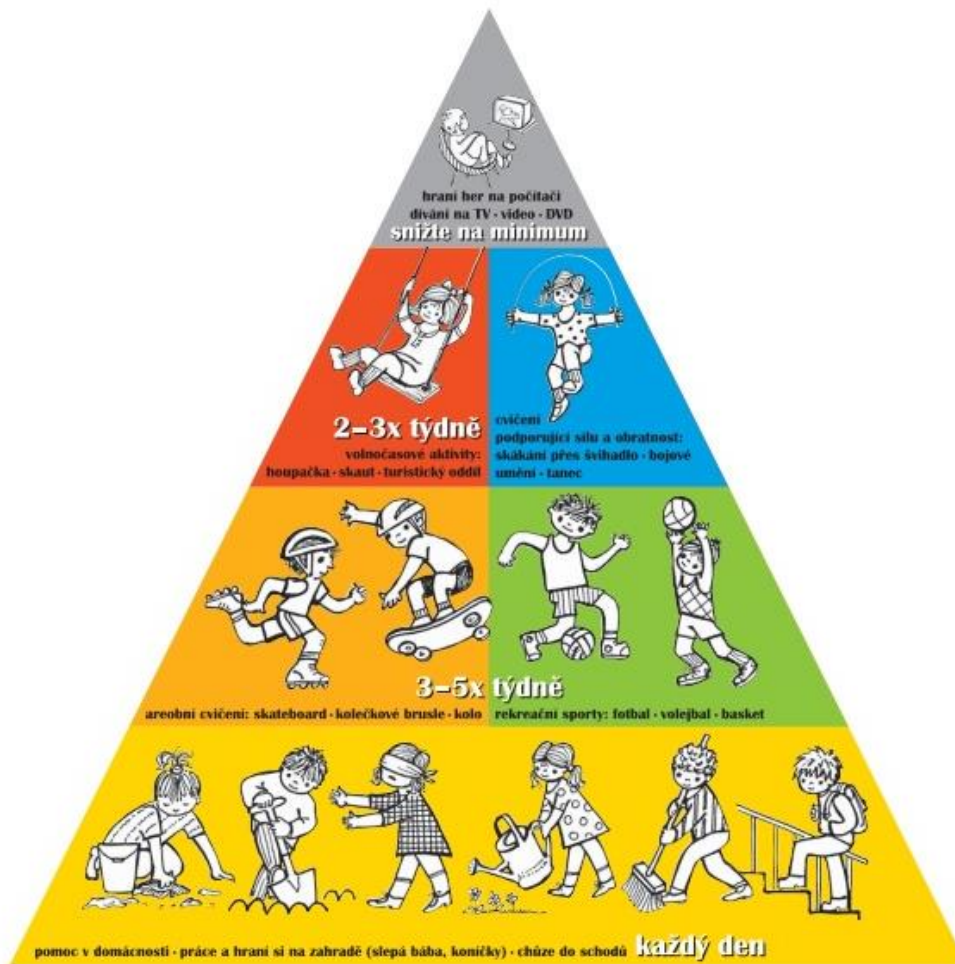 hraní her na počítači
dívání na TV · video · DVD
snižte na minimum
2–3x týdně
volnočasové aktivity:
houpačka · skaut · turistický oddíl
cvičení
podporující sílu a obratnost:
skákání přes švihadlo · bojové
umění · tanec
3–5x týdně
areobní cvičení: skateboard · kolečkové brusle · kolo
rekreační sporty: fotbal · volejbal · basket
pomoc v domácnosti · práce a hraní si na zahradě (slepá bába, koníčky) · chůze do schodů každý den